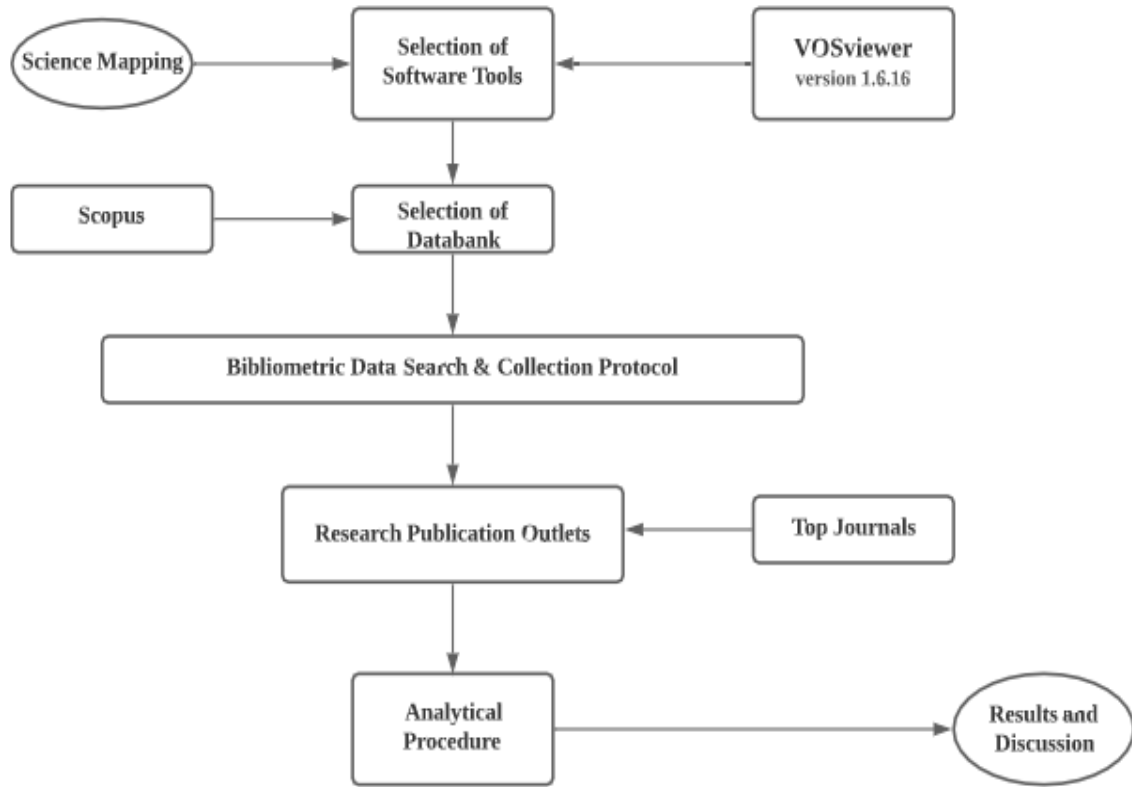 Science Mapping
Selection of
Software Tools
VOSviewer
version 1.6.16
Scopus
Selection of
Databank
Bibliometric Data Search & Collection Protocol
Research Publication Outlets
Top Journals
Analytical
Procedure
Results and
Discussion